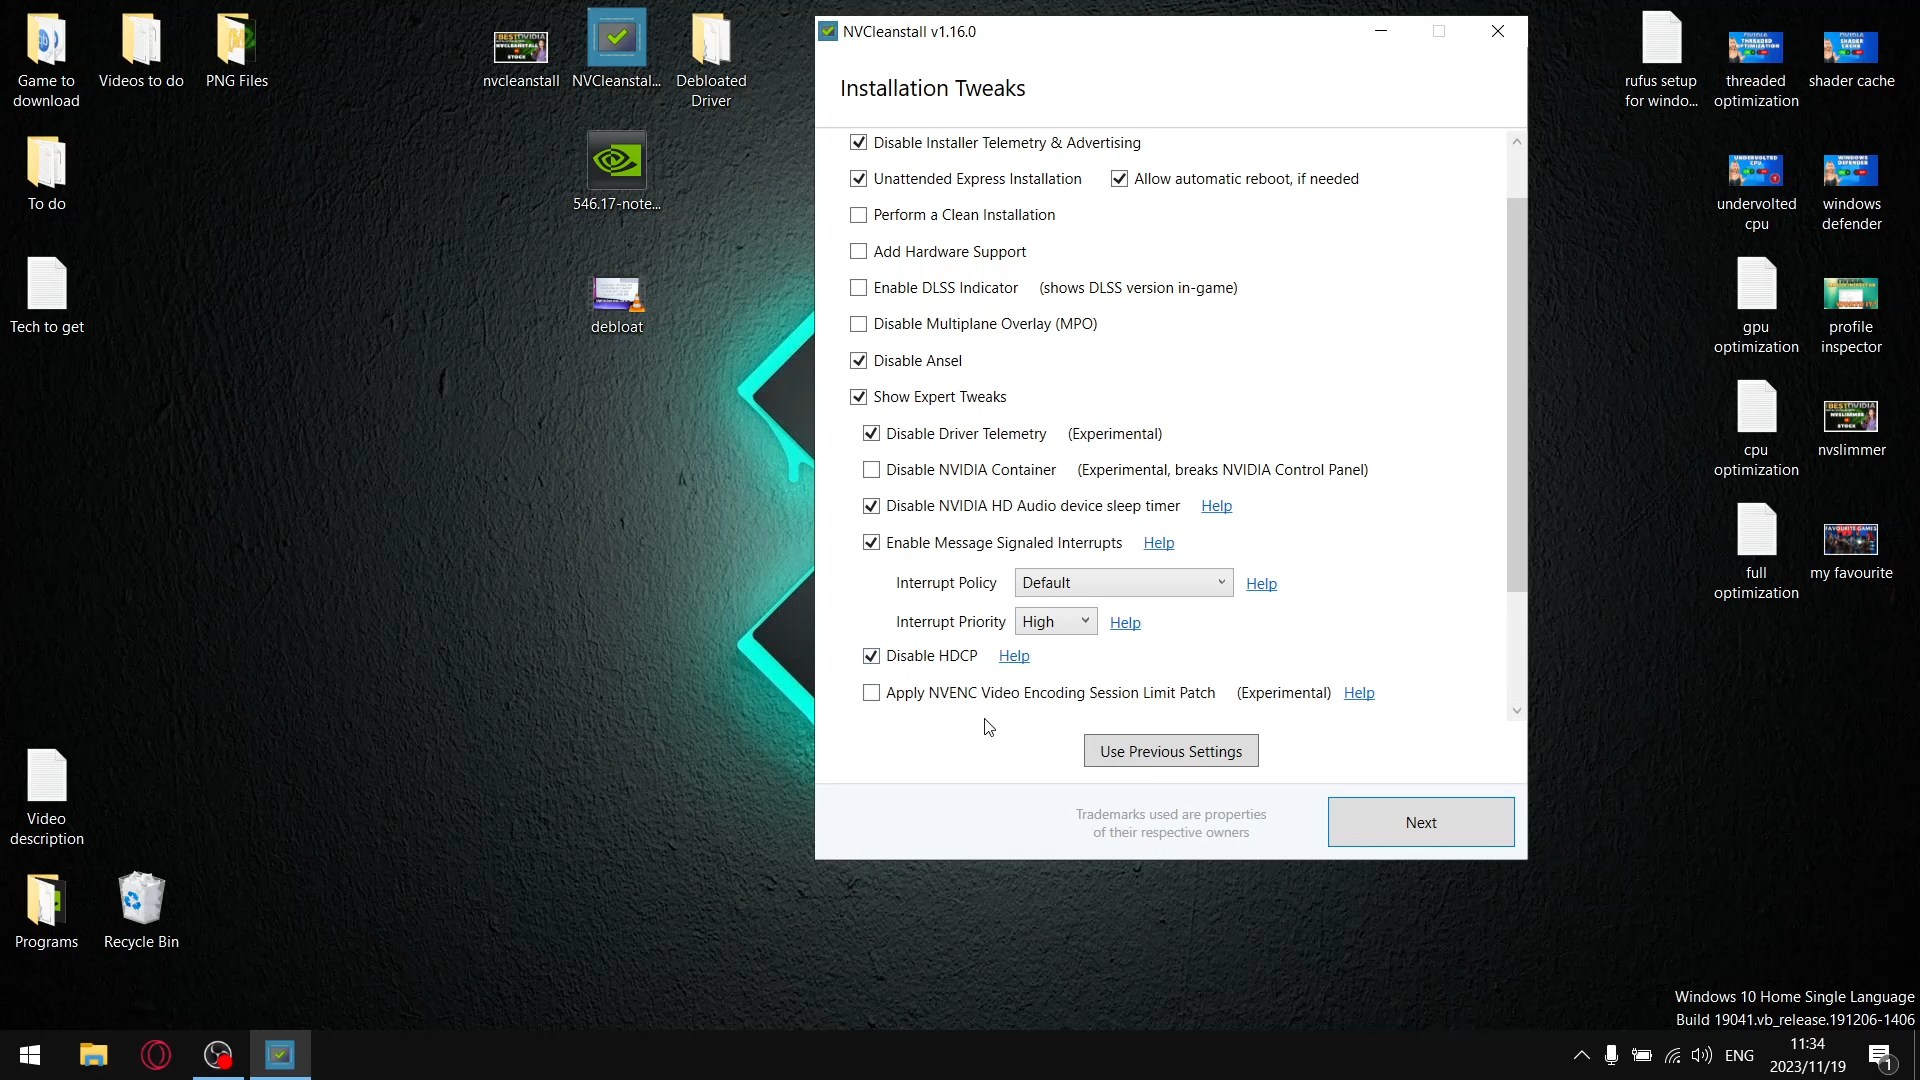 Game to
download
Videos to do
PNG Files
nvcleanstall
NVCleanstal...
Debloated
Driver
To do
546.17-note...
Tech to get
debloat
Video
description
Programs
Recycle Bin
NVCleanstall v1.16.0
Installation Tweaks
Disable Installer Telemetry & Advertising
Unattended Express Installation
Allow automatic reboot, if needed
Perform a Clean Installation
Add Hardware Support
Enable DLSS Indicator (shows DLSS version in-game)
Disable Multiplane Overlay (MPO)
Disable Ansel
Show Expert Tweaks
Disable Driver Telemetry (Experimental)
Disable NVIDIA Container (Experimental, breaks NVIDIA Control Panel)
Disable NVIDIA HD Audio device sleep timer Help
Enable Message Signaled Interrupts Help
Interrupt Policy Default Help
Interrupt Priority High Help
Disable HDCP Help
Apply NVENC Video Encoding Session Limit Patch (Experimental) Help
Use Previous Settings
Trademarks used are properties
of their respective owners
Next
rufus setup
for windo...
threaded
optimization
shader cache
undervolted
cpu
windows
defender
gpu
optimization
profile
inspector
cpu
optimization
nvslimmer
full
optimization
my favourite
Windows 10 Home Single Language
Build 19041.vb_release.191206-1406
ENG
11:34
2023/11/19
1